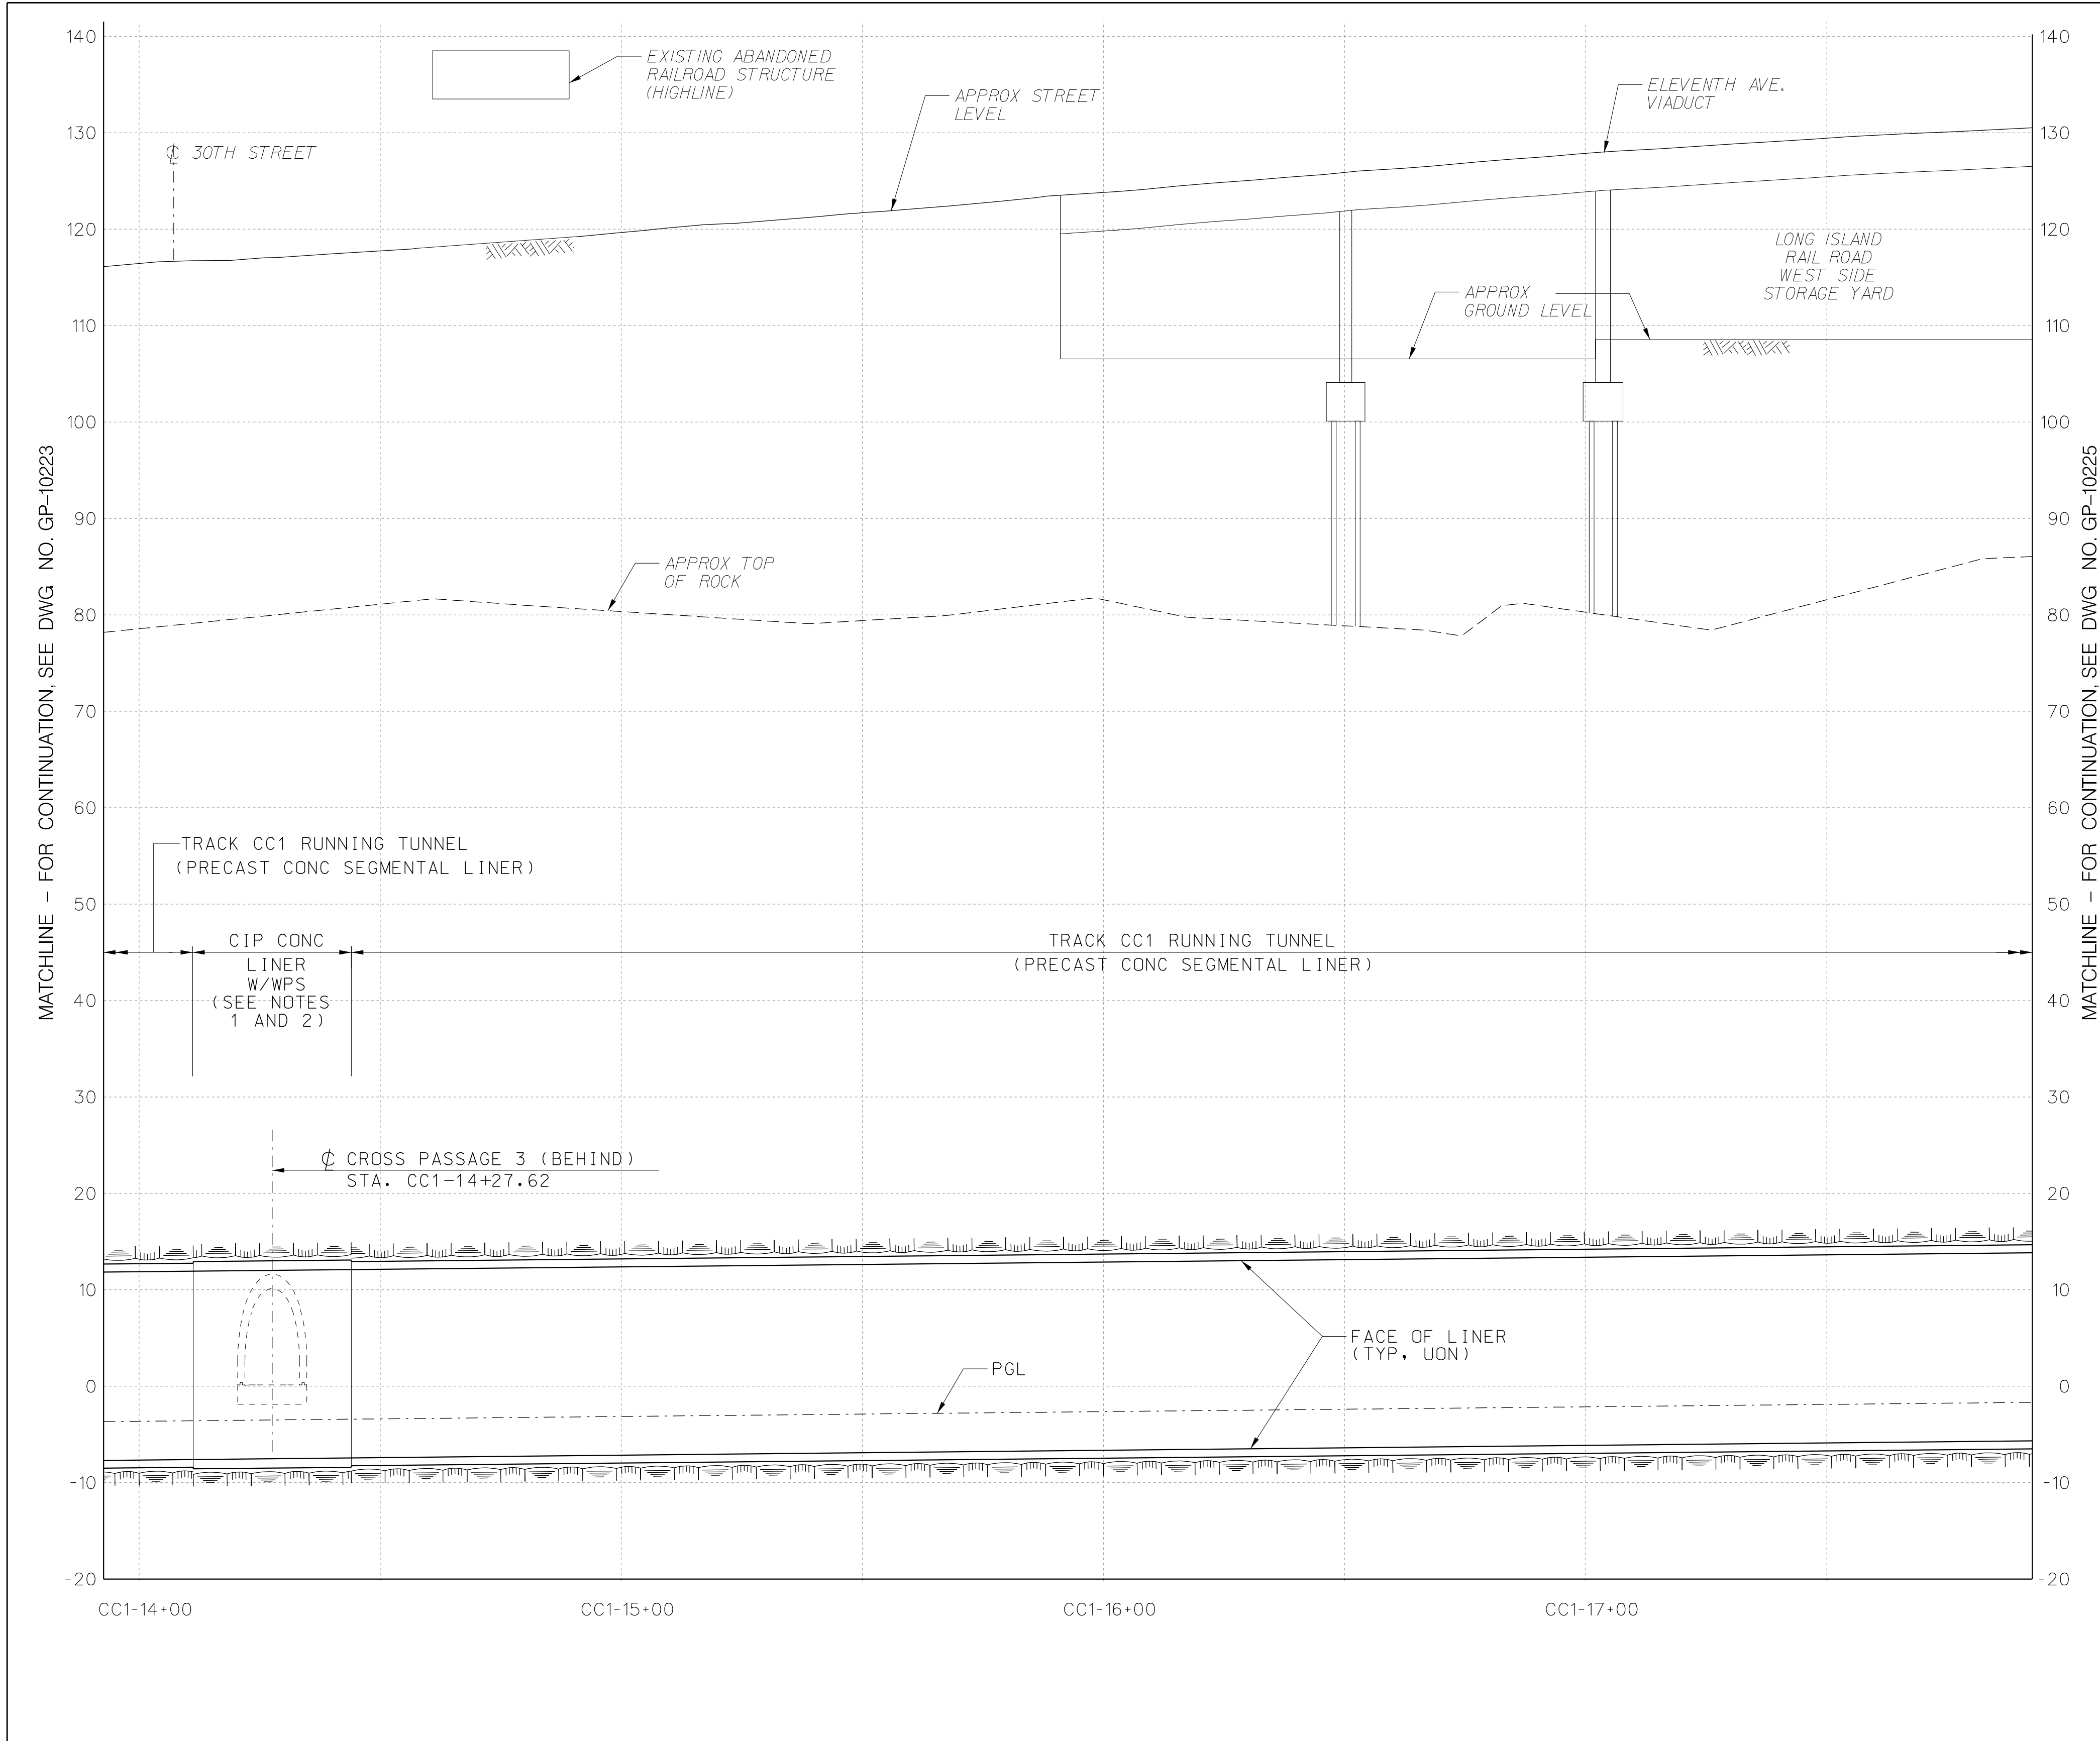 140
130
120
110
100
90
80
70
60
50
40
30
20
10
0
-10
-20
MATCHLINE - FOR CONTINUATION, SEE DWG NO. GP-10223
EXISTING ABANDONED
RAILROAD STRUCTURE
(HIGHLINE)
APPROX STREET
LEVEL
ELEVENTH AVE.
VIADUCT
℄ 30TH STREET
LONG ISLAND
RAIL ROAD
WEST SIDE
STORAGE YARD
APPROX
GROUND LEVEL
APPROX TOP
OF ROCK
TRACK CC1 RUNNING TUNNEL
(PRECAST CONC SEGMENTAL LINER)
CIP CONC
LINER
W/WPS
(SEE NOTES
1 AND 2)
TRACK CC1 RUNNING TUNNEL
(PRECAST CONC SEGMENTAL LINER)
℄ CROSS PASSAGE 3 (BEHIND)
STA. CC1-14+27.62
FACE OF LINER
(TYP, UON)
PGL
140
130
120
110
100
90
80
70
60
50
40
30
20
10
0
-10
-20
MATCHLINE - FOR CONTINUATION, SEE DWG NO. GP-10225
CC1-14+00
CC1-15+00
CC1-16+00
CC1-17+00